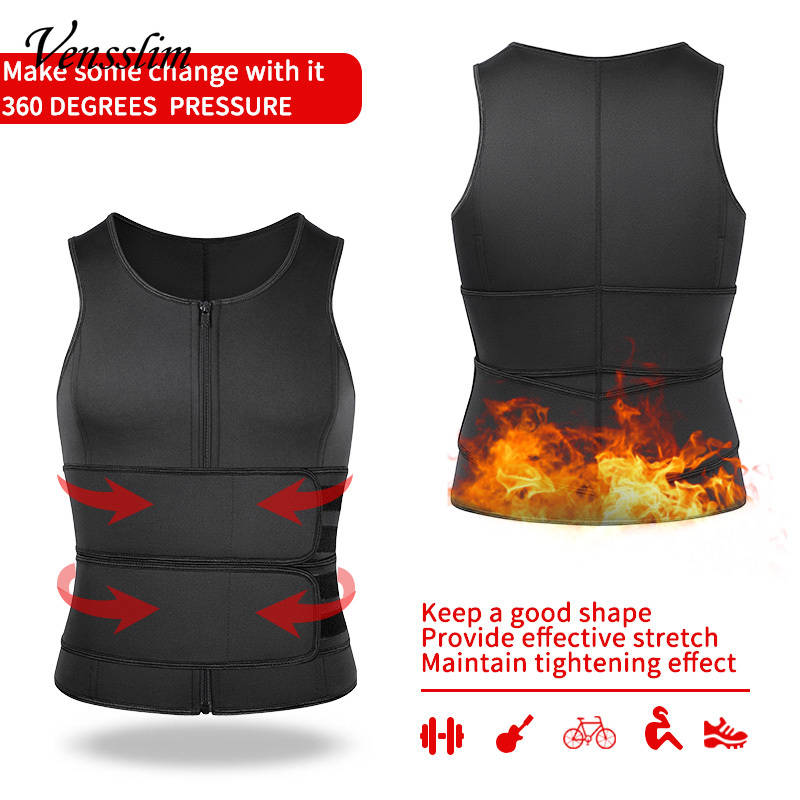 Vensslim
Make some change with it
360 DEGREES PRESSURE
Keep a good shape
Provide effective stretch
Maintain tightening effect